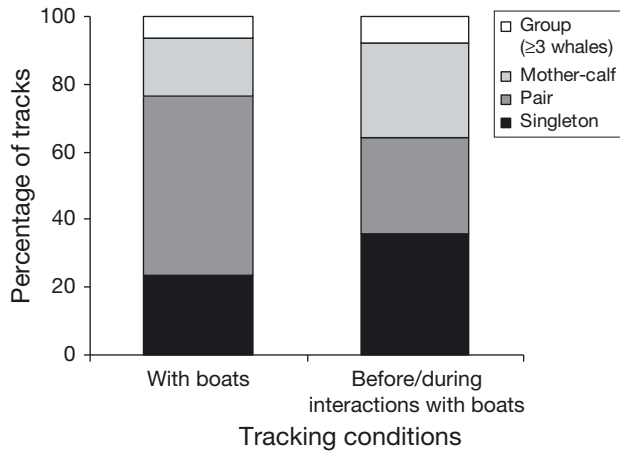 100
80
60
40
20
0
Percentage of tracks
With boats
Before/during
interactions with boats
Tracking conditions
Group
(≥3 whales)
Mother-calf
Pair
Singleton